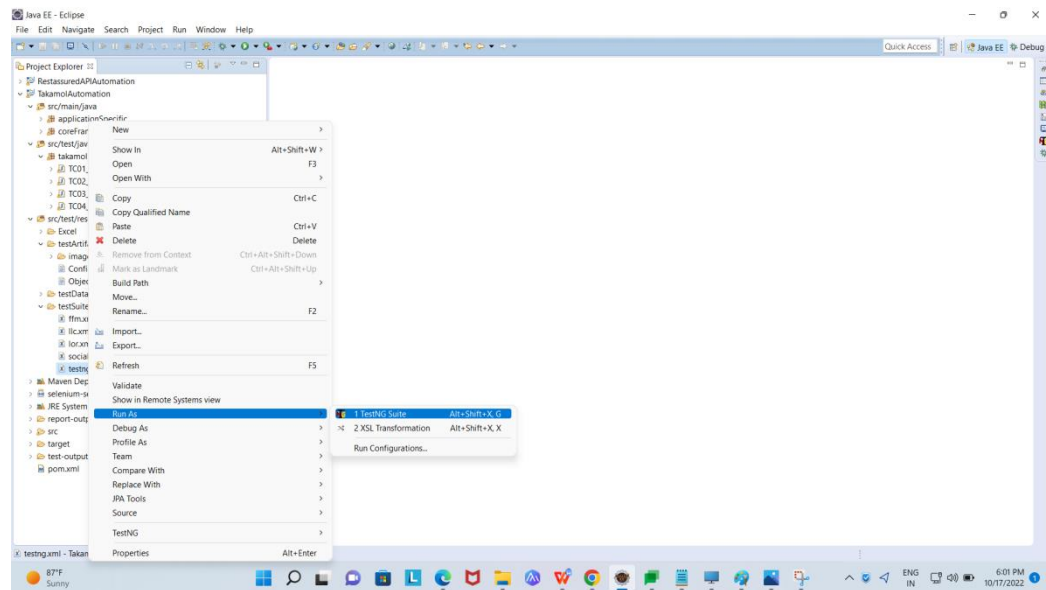 Java EE - Eclipse
File Edit Navigate Search Project Run Window Help
Quick Access
Java EE
Debug
Project Explorer
RestassuredAPIAutomation
TakamolAutomation
src/main/java
applicationSpecific
coreFran
src/test/jav
takamol
TC01_
TC02_
TC03_
TC04_
src/test/res
Excel
testArtif
image
Confi
Objec
testData
testSuite
ffm.xi
llc.xm
lor.xn
social
testng
Maven Dep
selenium-se
JRE System
report-outp
src
target
test-output
pom.xml
New
Show In Alt+Shift+W >
Open F3
Open With
Copy Ctrl+C
Copy Qualified Name
Paste Ctrl+V
Delete Delete
Remove from Context Ctrl+Alt+Shift+Down
Mark as Landmark Ctrl+Alt+Shift+Up
Build Path
Move...
Rename... F2
Import...
Export...
Refresh F5
Validate
Show in Remote Systems view
Run As
Debug As
Profile As
Team
Compare With
Replace With
JPA Tools
Source
TestNG
Properties Alt+Enter
1 TestNG Suite Alt+Shift+X, G
2 XSL Transformation Alt+Shift+X, X
Run Configurations...
testng.xml - Takan
87°F
Sunny
ENG
IN
6:01 PM
10/17/2022